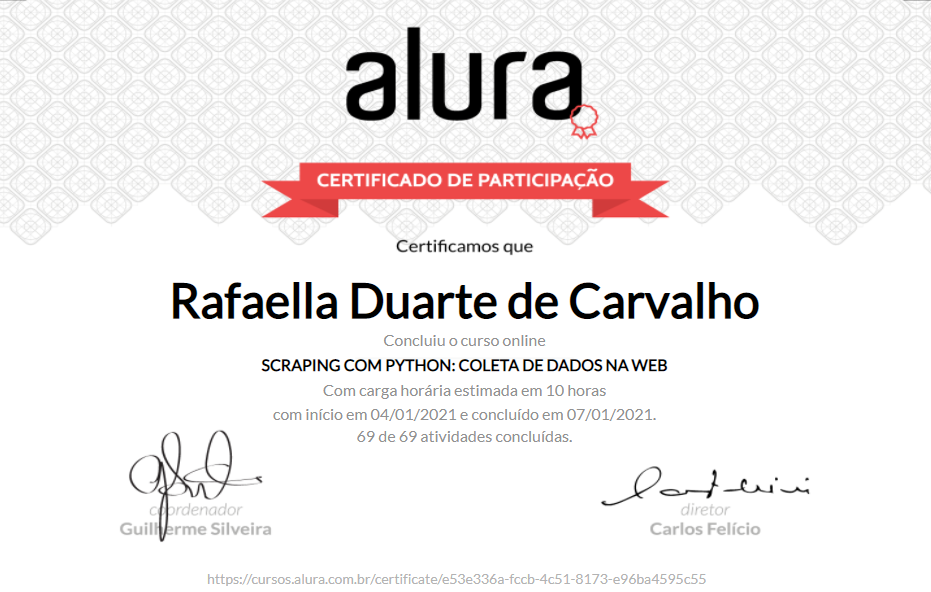 alura
CERTIFICADO DE PARTICIPAÇÃO
Certificamos que
Rafaella Duarte de Carvalho
Concluiu o curso online
SCRAPING COM PYTHON: COLETA DE DADOS NA WEB
Com carga horária estimada em 10 horas
com início em 04/01/2021 e concluído em 07/01/2021.
69 de 69 atividades concluídas.
coordenador
Guilherme Silveira
diretor
Carlos Felício
https://cursos.alura.com.br/certificate/e53e336a-fccb-4c51-8173-e96ba4595c55